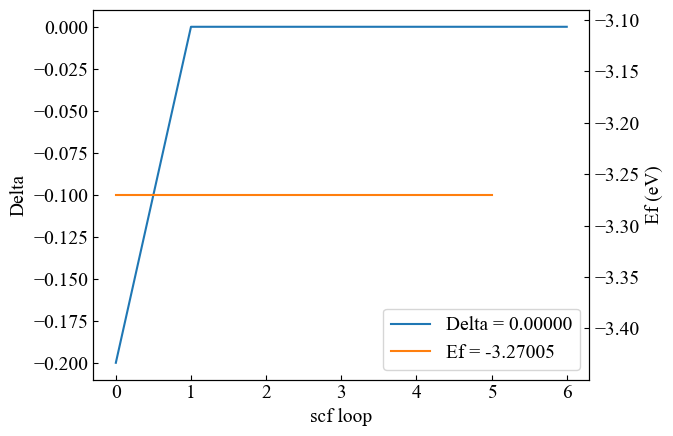 0.000
−0.025
−0.050
−0.075
−0.100
−0.125
−0.150
−0.175
−0.200
Delta
−3.10
−3.15
−3.20
−3.25
−3.30
−3.35
−3.40
Ef (eV)
Delta = 0.00000
Ef = -3.27005
0 1 2 3 4 5 6
scf loop